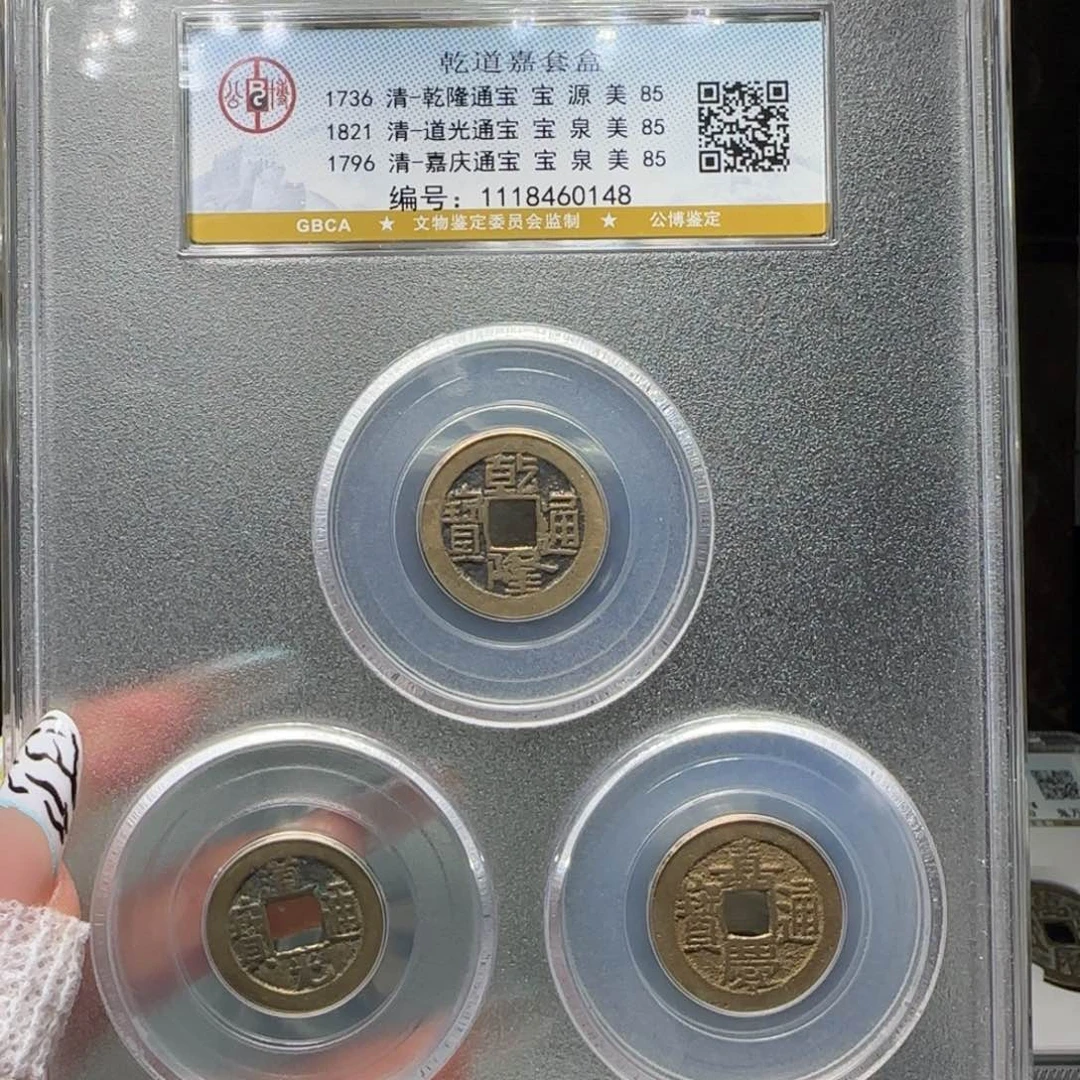 乾道嘉套盒
公 BC 博
1736 清-乾隆通宝 宝 源 美 85
1821 清-道光通宝 宝 泉 美 85
1796 清-嘉庆通宝 宝 泉 美 85
编号：1118460148
GBCA ★ 文物鉴定委员会监制 ★ 公博鉴定
乾隆通寶
道光通寶
嘉慶通寶